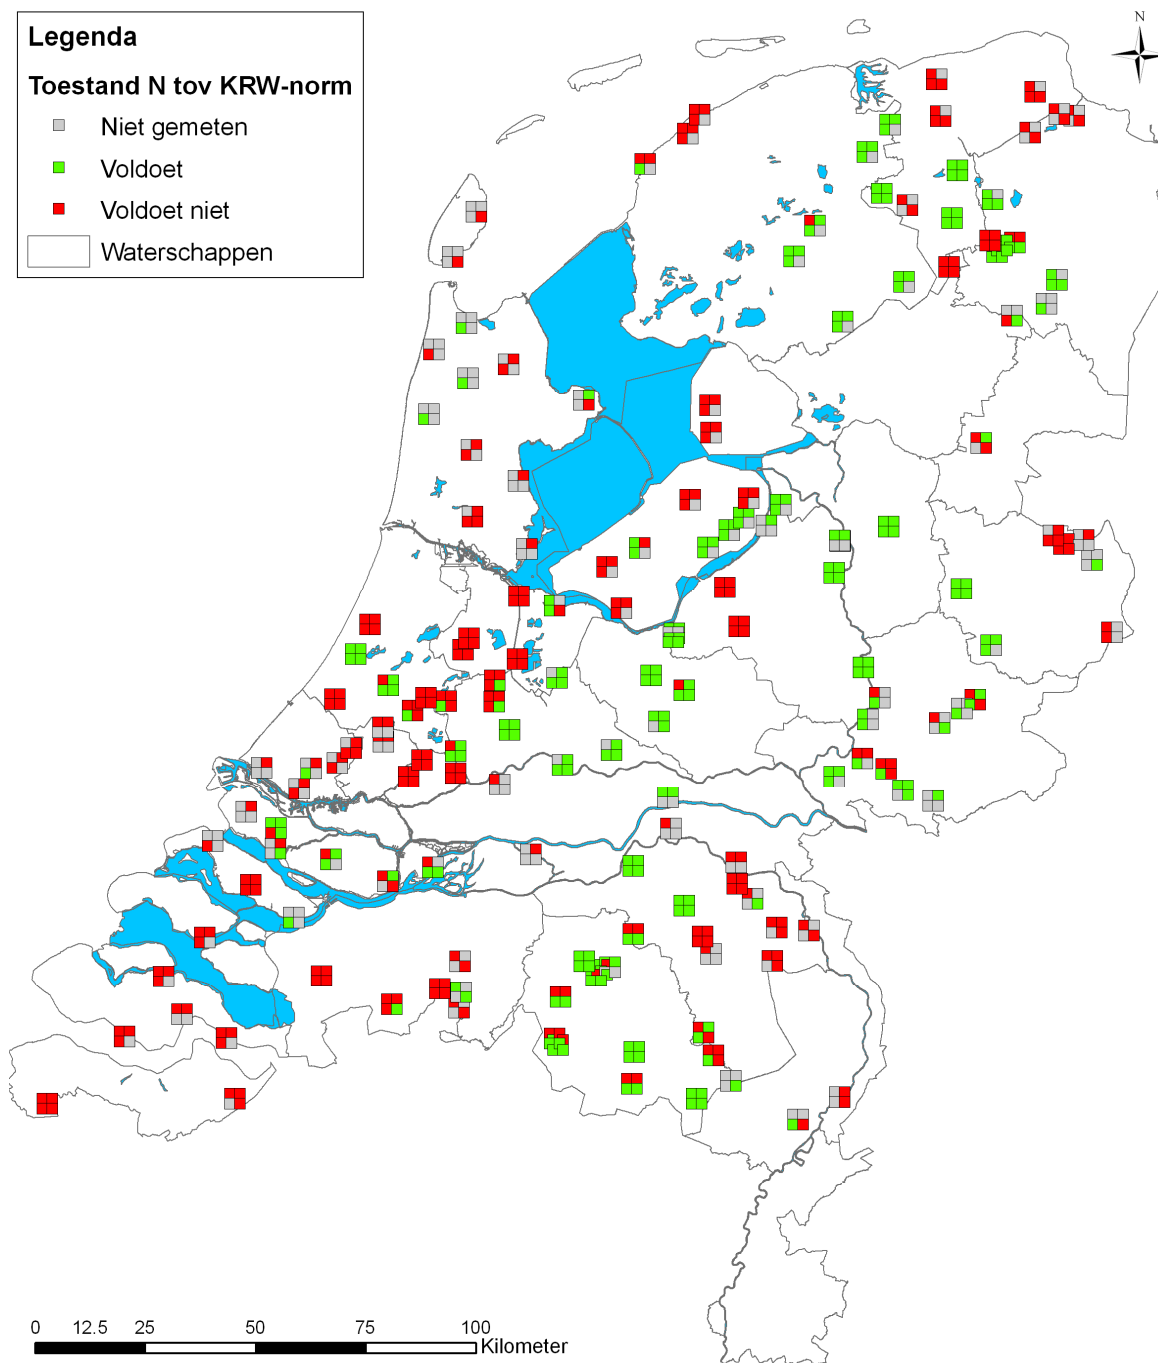 Legenda
Toestand N tov KRW-norm
Niet gemeten
Voldoet
Voldoet niet
Waterschappen
N
0 12.5 25 50 75 100
Kilometer